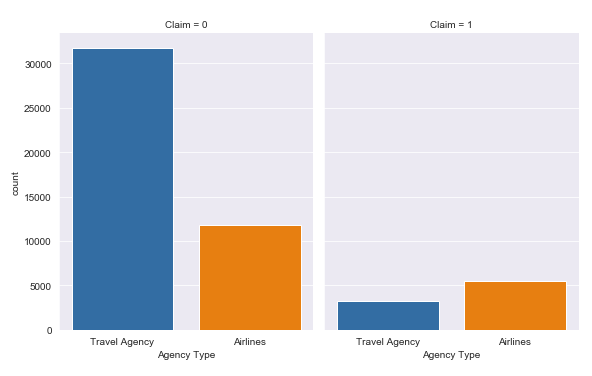 Claim = 0
Claim = 1
30000
25000
20000
15000
10000
5000
0
count
Travel Agency
Airlines
Travel Agency
Airlines
Agency Type
Agency Type